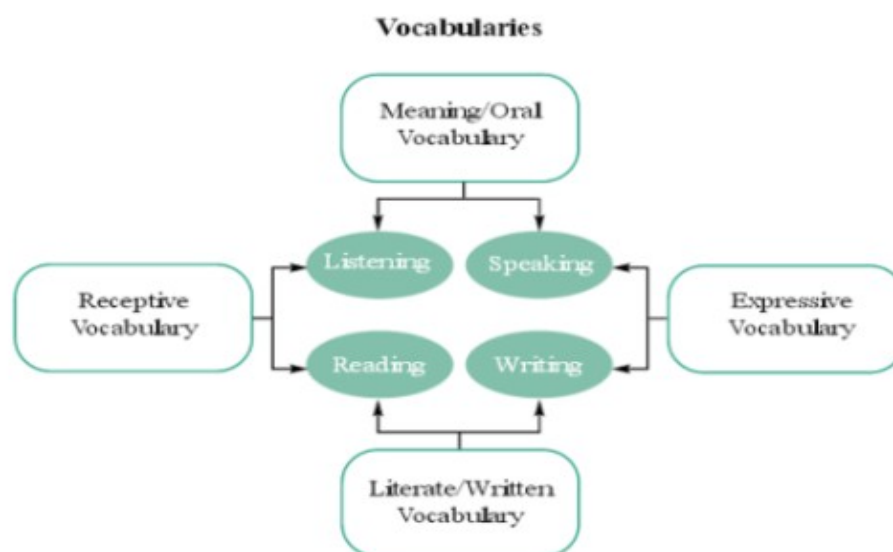 Vocabularies
Meaning/Oral
Vocabulary
Listening
Speaking
Receptive
Vocabulary
Expressive
Vocabulary
Reading
Writing
Literate/Written
Vocabulary